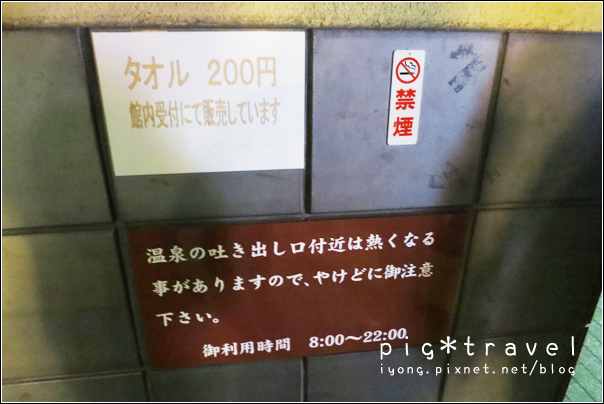 タオル 200円
館内受付にて販売しています
禁煙
温泉の吐き出し口付近は熱くなる
事がありますので、やけどに御注意
下さい。
御利用時間 8:00〜22:00
pig*travel
iyong.pixnet.net/blog